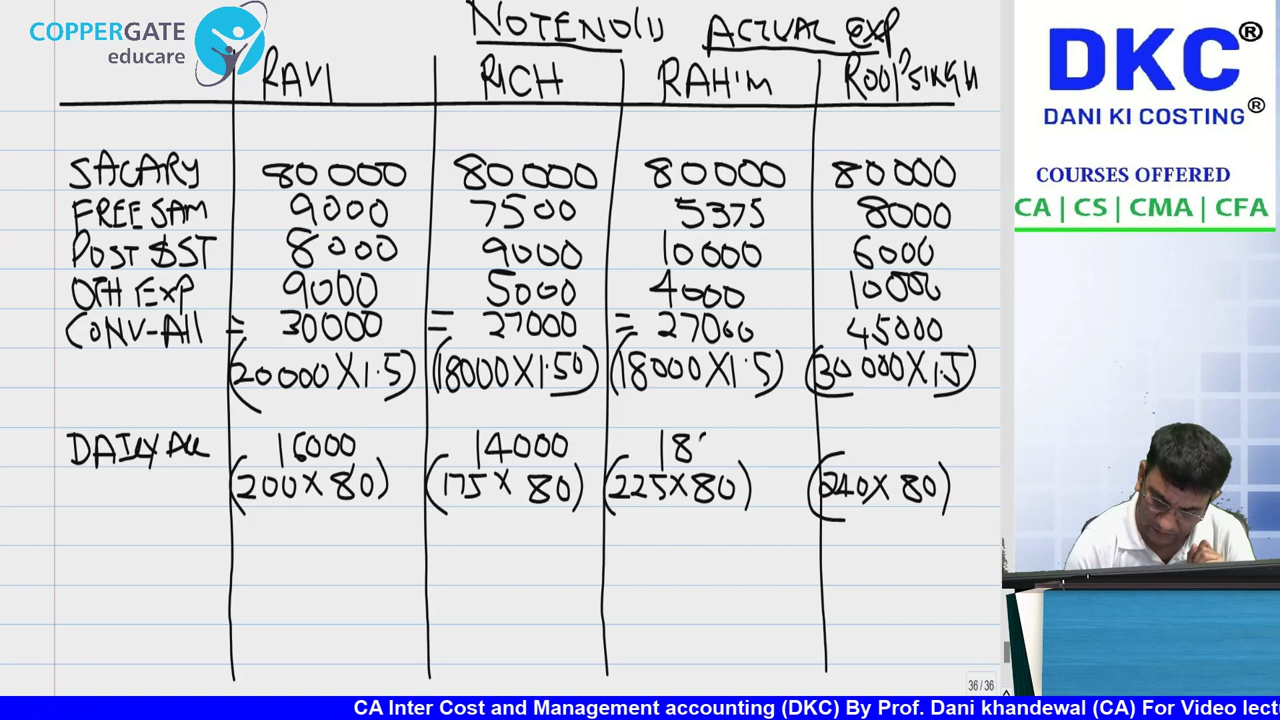 COPPERGATE
educare
NOTE NO(1) ACTUAL EXP
RAVI RICH RAHIM ROOP SINGH
SALARY 80000 80000 80000 80000
FREE SAM 9000 7500 5375 8000
POST $ ST 8000 9000 10000 6000
OTH EXP 9000 5000 4000 10000
CONV-All = 30000 = 27000 = 27000 45000
(20000 X 1.5) (18000 X 1.50) (18000 X 1.5) (30000 X 1.5)
DAILY ALL 16000 14000 18
(200 X 80) (175 X 80) (225 X 80) (240 X 80)
36 / 36
DKC®
DANI KI COSTING®
COURSES OFFERED
CA | CS | CMA | CFA
CA Inter Cost and Management accounting (DKC) By Prof. Dani khandewal (CA) For Video lect